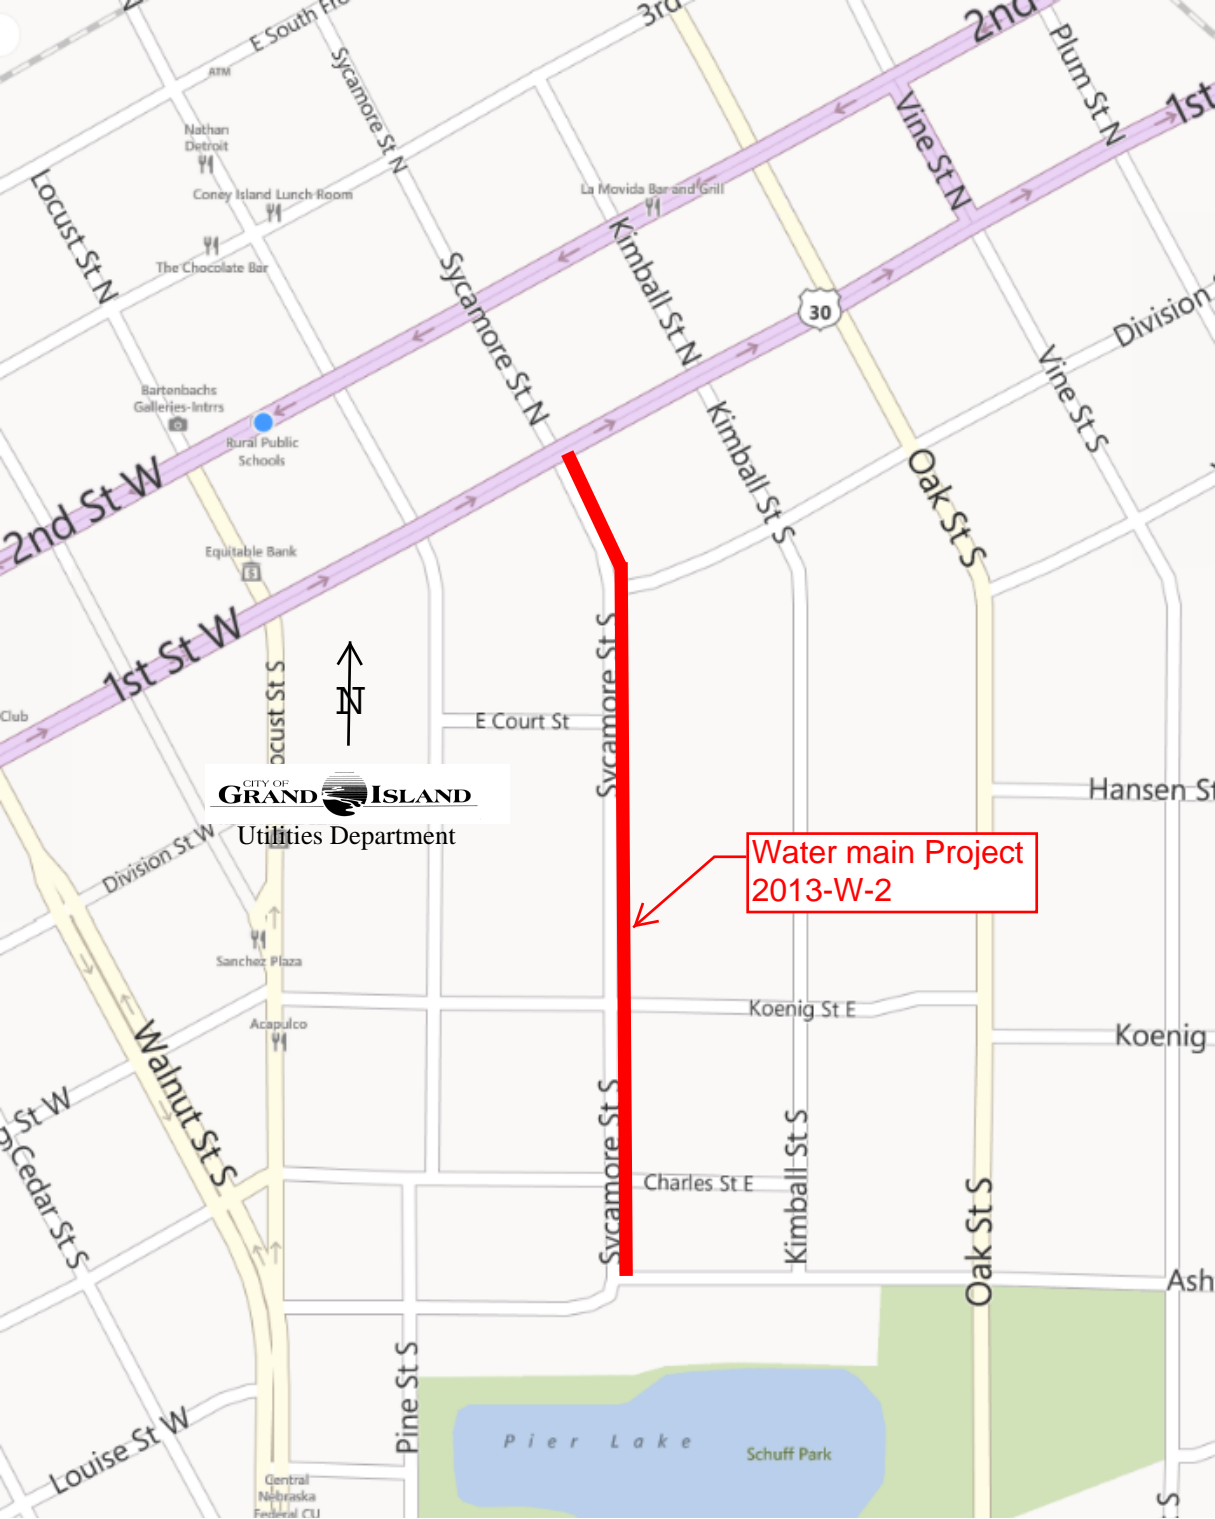 E South Fro
3rd
2nd
Plum St N
1st
ATM
Sycamore St N
Nathan
Detroit
Vine St N
Locust St N
Coney Island Lunch Room
La Movida Bar and Grill
The Chocolate Bar
Kimball St N
Sycamore St N
30
Division
Vine St S
Bartenbachs
Galleries-Intrrs
Rural Public
Schools
Kimball St S
Oak St S
2nd St W
Equitable Bank
1st St W
Sycamore St S
ocust St S
N
Club
E Court St
CITY OF
GRAND ISLAND
Utilities Department
Hansen St
Division St W
Water main Project
2013-W-2
Sanchez Plaza
Koenig St E
Acapulco
Koenig
Walnut St S
St W
Cedar St S
Sycamore St S
Charles St E
Kimball St S
Oak St S
Ash
Pine St S
Louise St W
Pier Lake
Schuff Park
Central
Nebraska
Federal CU
S